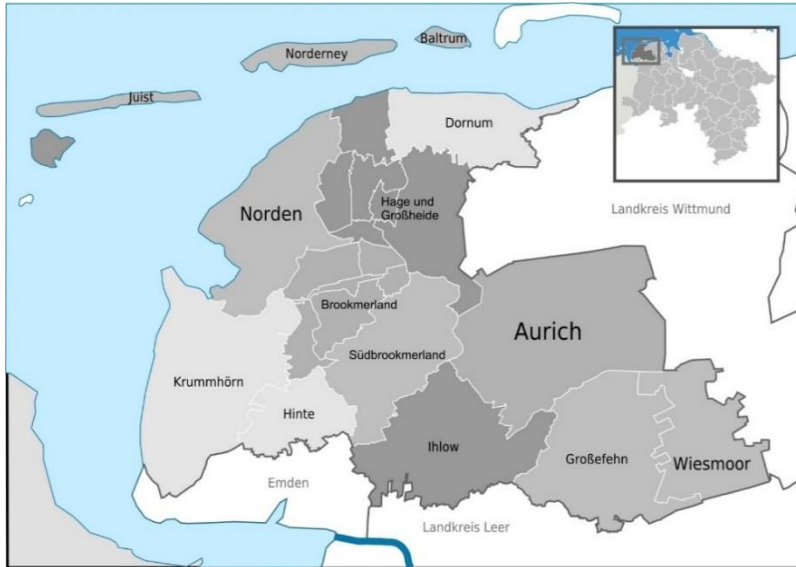 Baltrum
Norderney
Juist
Dornum
Hage und
Großheide
Norden
Landkreis Wittmund
Brookmerland
Aurich
Südbrookmerland
Krummhörn
Hinte
Ihlow
Großefehn
Wiesmoor
Emden
Landkreis Leer